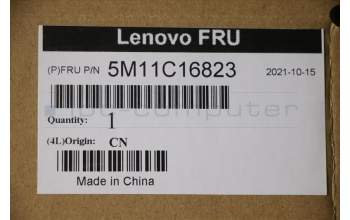 Lenovo FRU
(P)FRU P/N 5M11C16823 2021-10-15
Quantity: 1
(4L)Origin: CN
Made in China